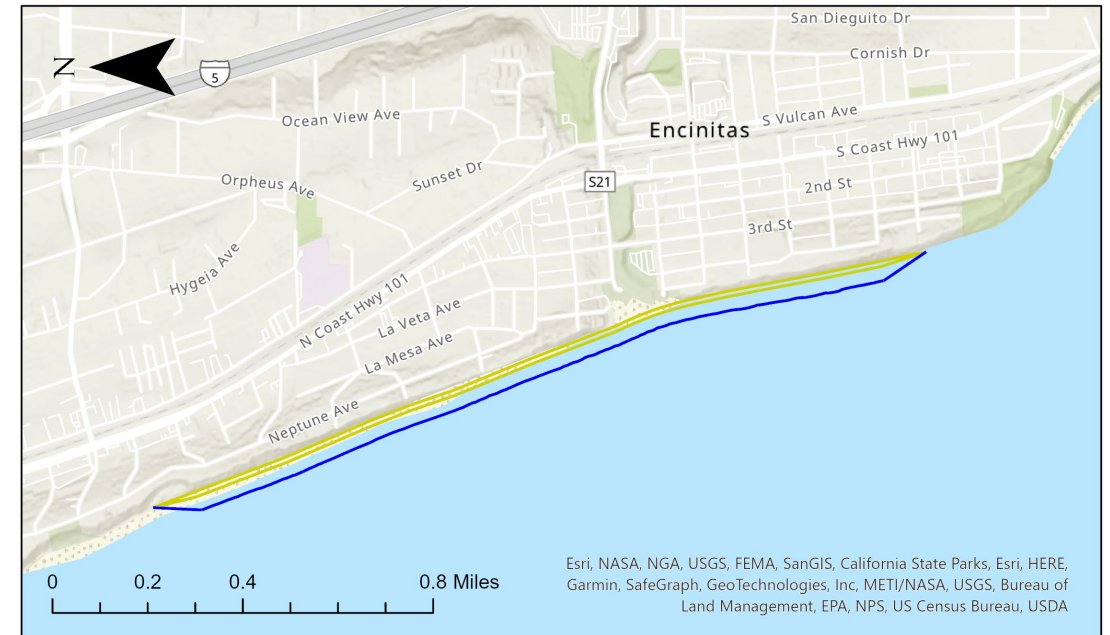 San Dieguito Dr
Cornish Dr
N
5
Ocean View Ave
S Vulcan Ave
Encinitas
S Coast Hwy 101
Sunset Dr
Orpheus Ave
S21
2nd St
3rd St
Hygeia Ave
N Coast Hwy 101
La Veta Ave
La Mesa Ave
Neptune Ave
0 0.2 0.4 0.8 Miles
Esri, NASA, NGA, USGS, FEMA, SanGIS, California State Parks, Esri, HERE,
Garmin, SafeGraph, GeoTechnologies, Inc, METI/NASA, USGS, Bureau of
Land Management, EPA, NPS, US Census Bureau, USDA